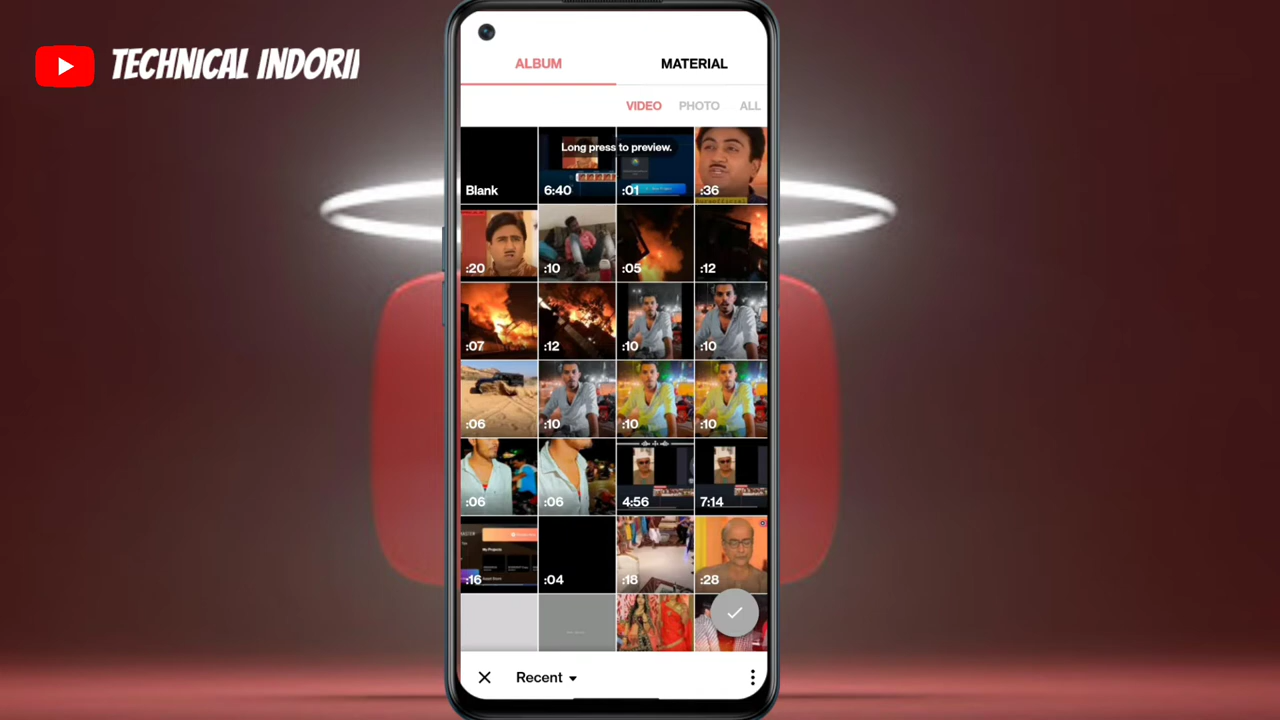 TECHNICAL INDORII
ALBUM MATERIAL
VIDEO PHOTO ALL
Long press to preview.
Blank 6:40 :01 :36
:20 :10 :05 :12
:07 :12 :10 :10
:06 :10 :10 :10
:06 :06 4:56 7:14
My Projects
:16 :04 :18 :28
Recent